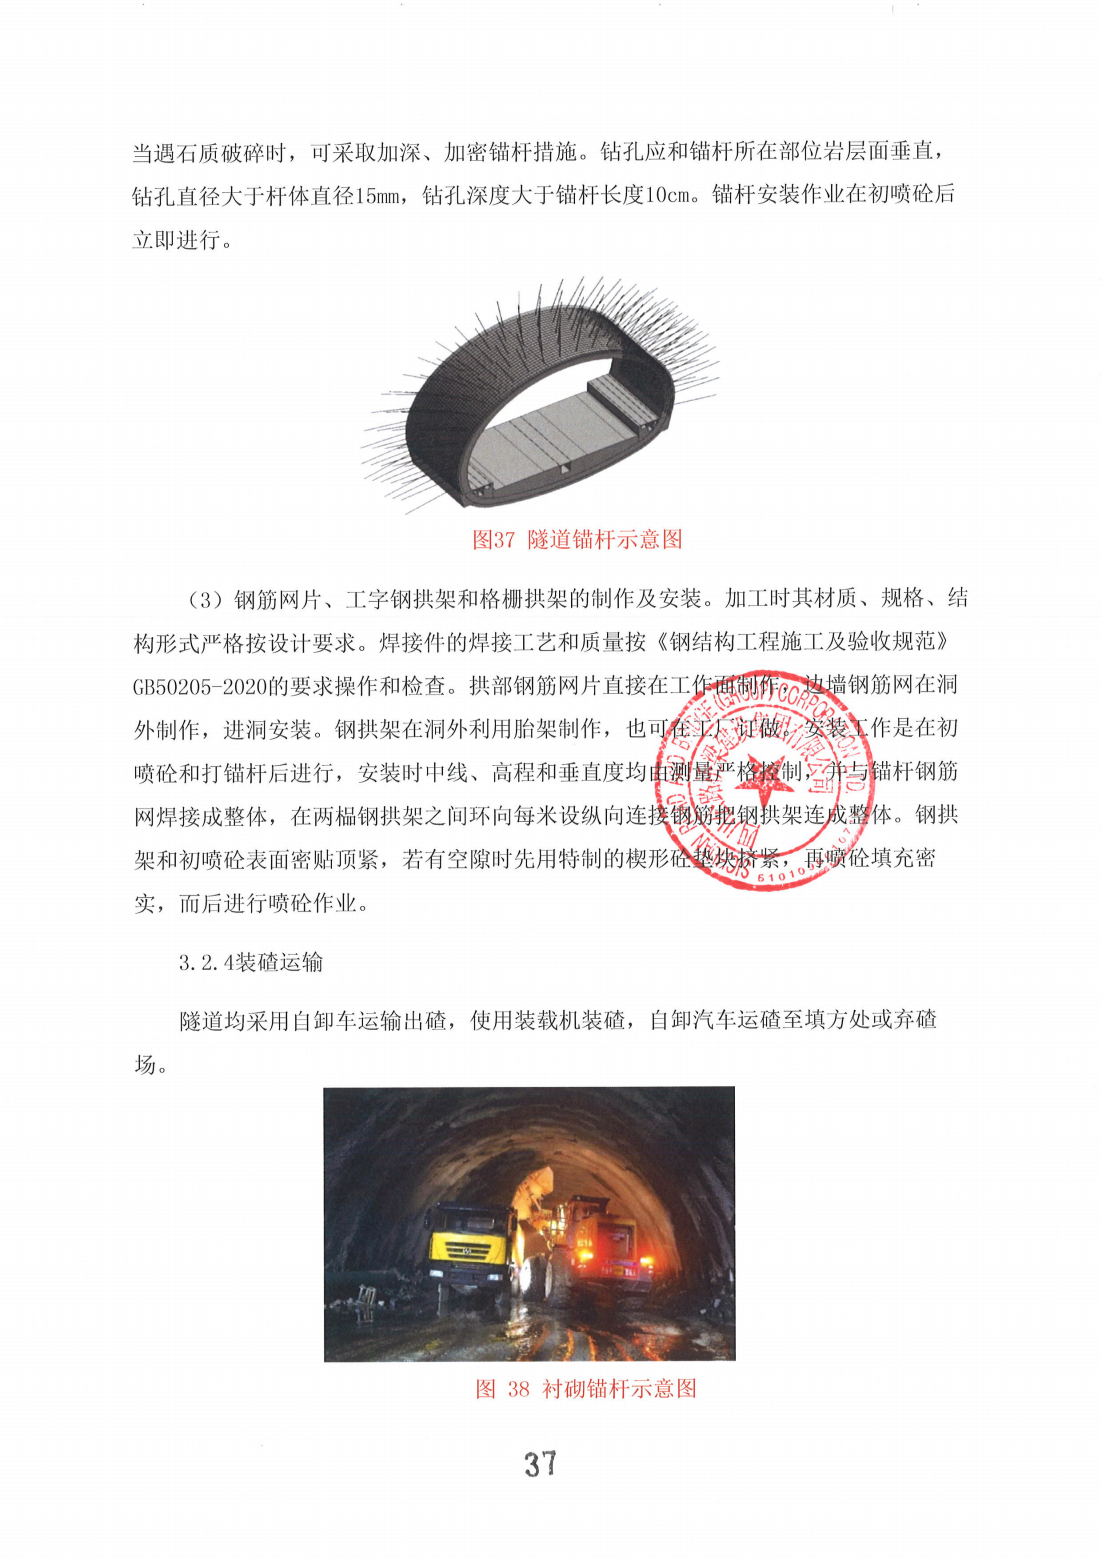 当遇石质破碎时，可采取加深、加密锚杆措施。钻孔应和锚杆所在部位岩层面垂直，
钻孔直径大于杆体直径15mm，钻孔深度大于锚杆长度10cm。锚杆安装作业在初喷砼后
立即进行。
图37 隧道锚杆示意图
（3）钢筋网片、工字钢拱架和格栅拱架的制作及安装。加工时其材质、规格、结
构形式严格按设计要求。焊接件的焊接工艺和质量按《钢结构工程施工及验收规范》
GB50205-2020的要求操作和检查。拱部钢筋网片直接在工作面制作，边墙钢筋网在洞
外制作，进洞安装。钢拱架在洞外利用胎架制作，也可在工厂订做。安装工作是在初
喷砼和打锚杆后进行，安装时中线、高程和垂直度均由测量严格控制，并与锚杆钢筋
网焊接成整体，在两榀钢拱架之间环向每米设纵向连接钢筋把钢拱架连成整体。钢拱
架和初喷砼表面密贴顶紧，若有空隙时先用特制的楔形砼垫块挤紧，再喷砼填充密
实，而后进行喷砼作业。
3.2.4装碴运输
隧道均采用自卸车运输出碴，使用装载机装碴，自卸汽车运碴至填方处或弃碴
场。
图 38 衬砌锚杆示意图
37